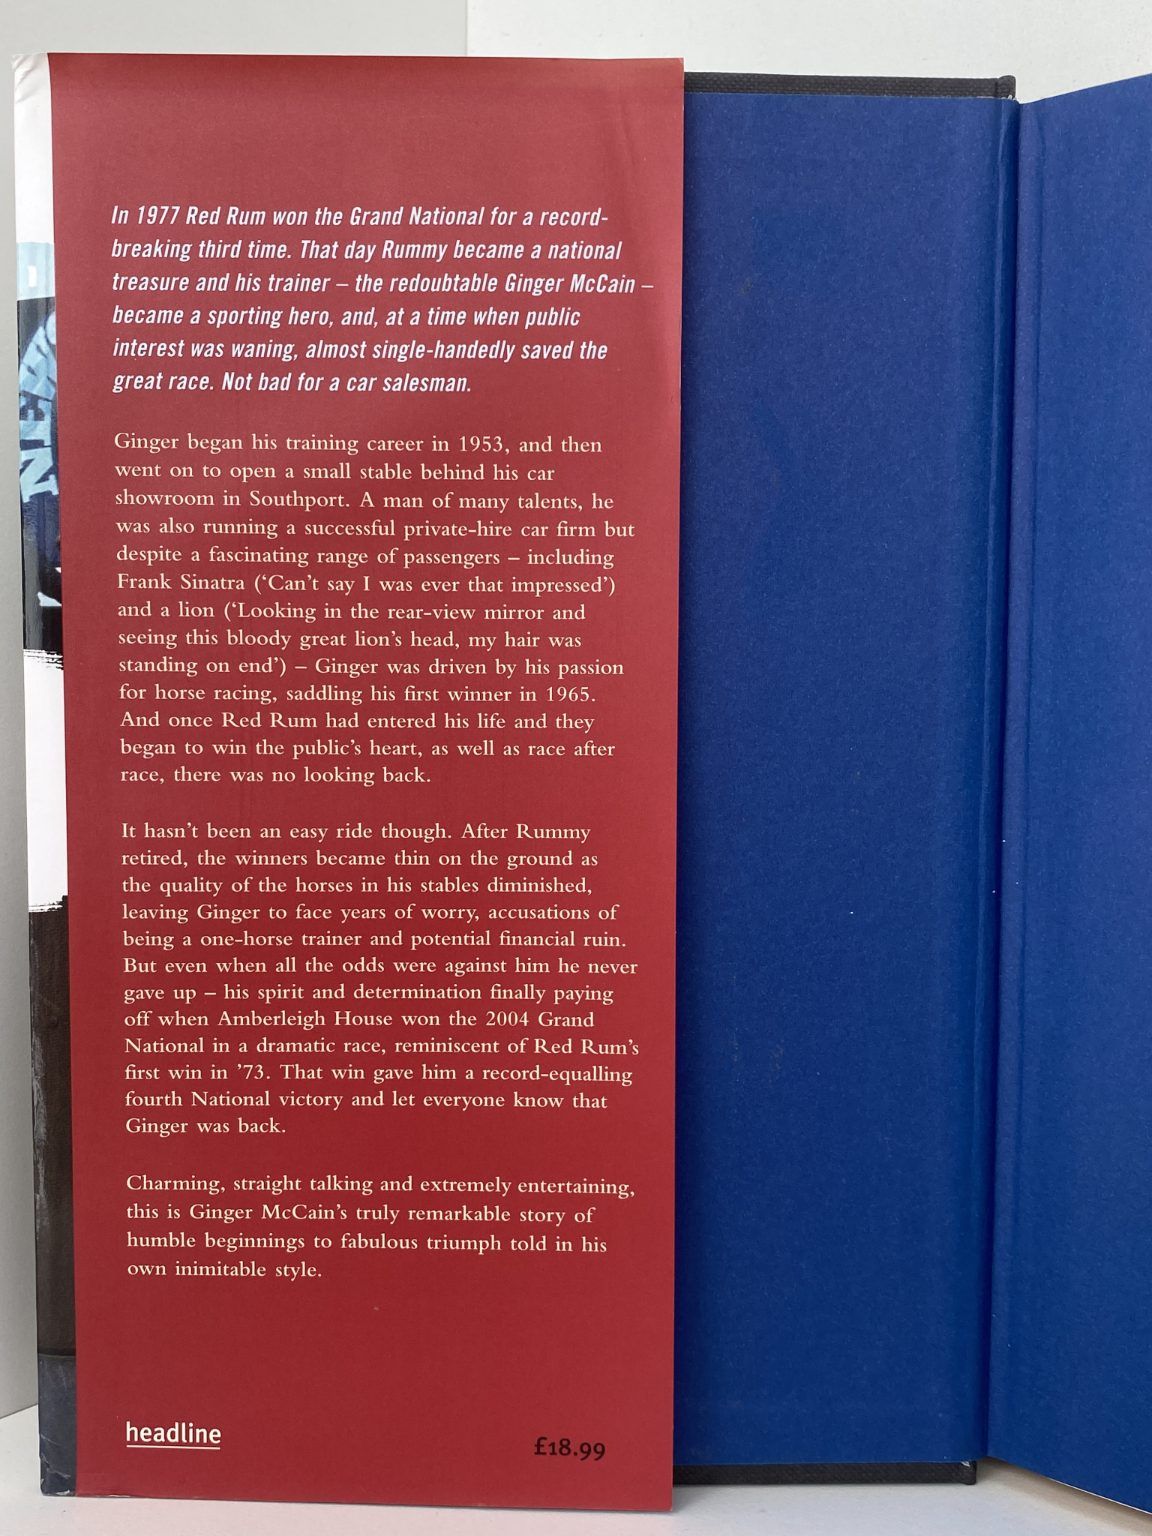 In 1977 Red Rum won the Grand National for a record-
breaking third time. That day Rummy became a national
treasure and his trainer – the redoubtable Ginger McCain –
became a sporting hero, and, at a time when public
interest was waning, almost single-handedly saved the
great race. Not bad for a car salesman.
Ginger began his training career in 1953, and then
went on to open a small stable behind his car
showroom in Southport. A man of many talents, he
was also running a successful private-hire car firm but
despite a fascinating range of passengers – including
Frank Sinatra (‘Can’t say I was ever that impressed’)
and a lion (‘Looking in the rear-view mirror and
seeing this bloody great lion’s head, my hair was
standing on end’) – Ginger was driven by his passion
for horse racing, saddling his first winner in 1965.
And once Red Rum had entered his life and they
began to win the public’s heart, as well as race after
race, there was no looking back.
It hasn’t been an easy ride though. After Rummy
retired, the winners became thin on the ground as
the quality of the horses in his stables diminished,
leaving Ginger to face years of worry, accusations of
being a one-horse trainer and potential financial ruin.
But even when all the odds were against him he never
gave up – his spirit and determination finally paying
off when Amberleigh House won the 2004 Grand
National in a dramatic race, reminiscent of Red Rum’s
first win in ’73. That win gave him a record-equalling
fourth National victory and let everyone know that
Ginger was back.
Charming, straight talking and extremely entertaining,
this is Ginger McCain’s truly remarkable story of
humble beginnings to fabulous triumph told in his
own inimitable style.
headline
£18.99